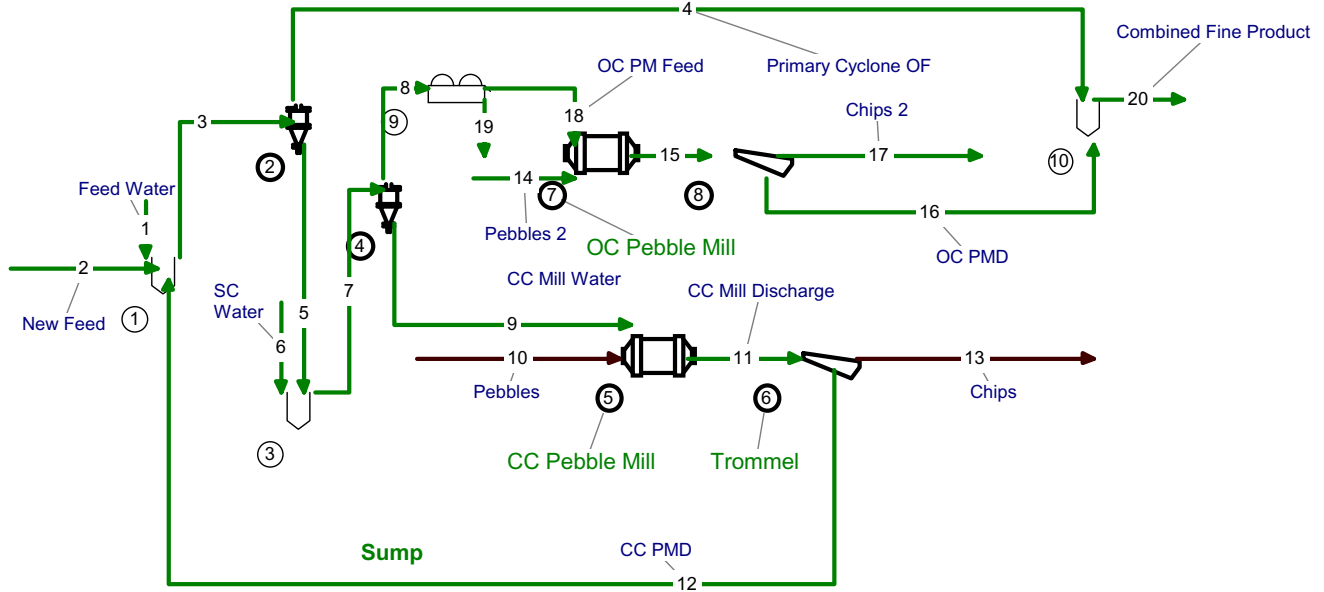 4
Combined Fine Product
OC PM Feed
Primary Cyclone OF
8
20
Chips 2
3
9
19
18
10
2
15
17
Feed Water
14
7
8
1
16
Pebbles 2
OC Pebble Mill
4
OC PMD
2
CC Mill Water
SC
Water
7
CC Mill Discharge
New Feed
1
5
9
6
10
11
13
Pebbles
Chips
5
6
3
CC Pebble Mill
Trommel
Sump
CC PMD
12